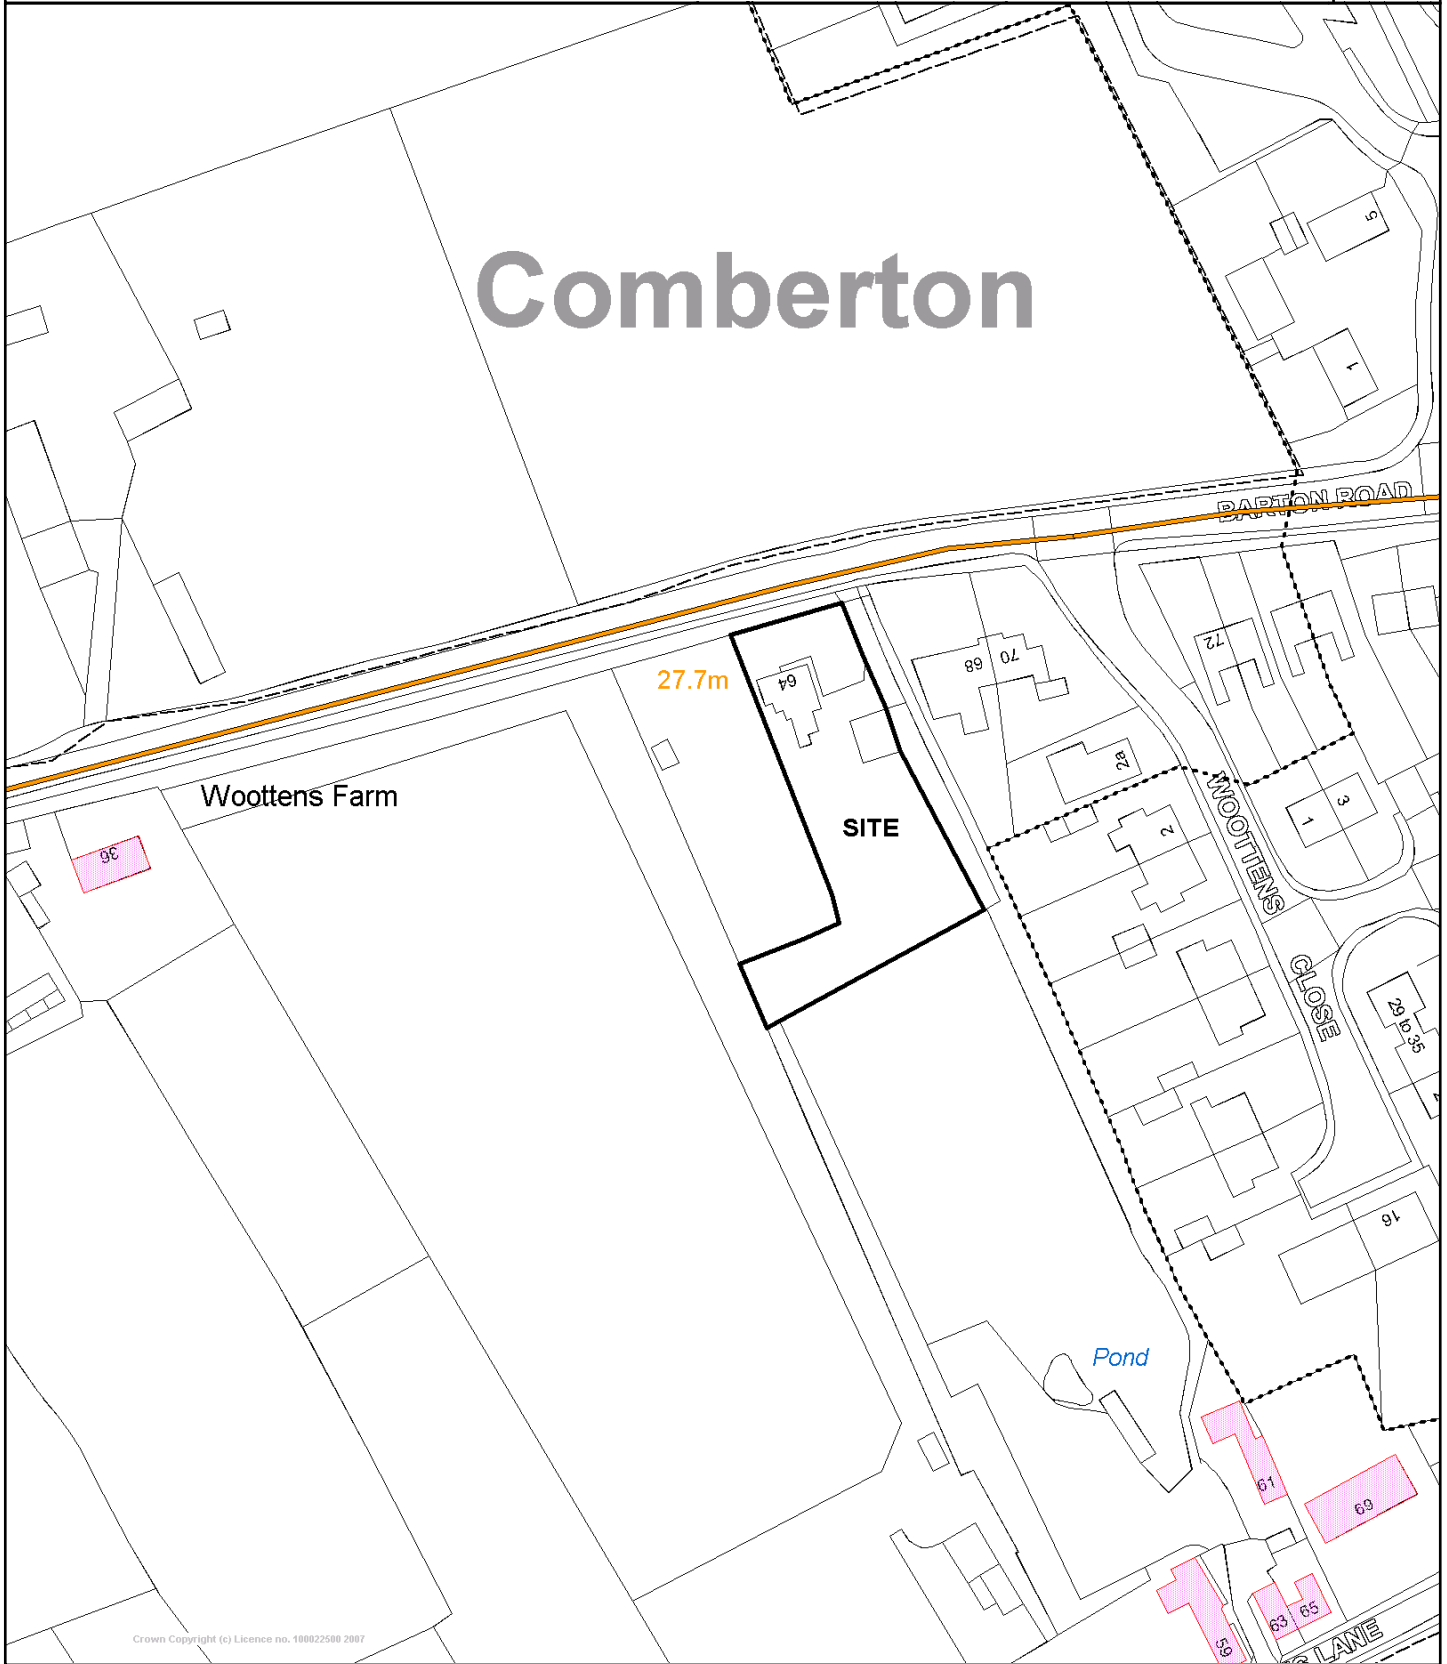 5
Comberton
1
BARTON ROAD
72
70
68
27.7m
64
2a
WOOTTENS CLOSE
Woottens Farm
3
1
SITE
2
36
29 to 35
16
Pond
61
69
65
63
59
LANE
Crown Copyright (c) Licence no. 100022500 2007